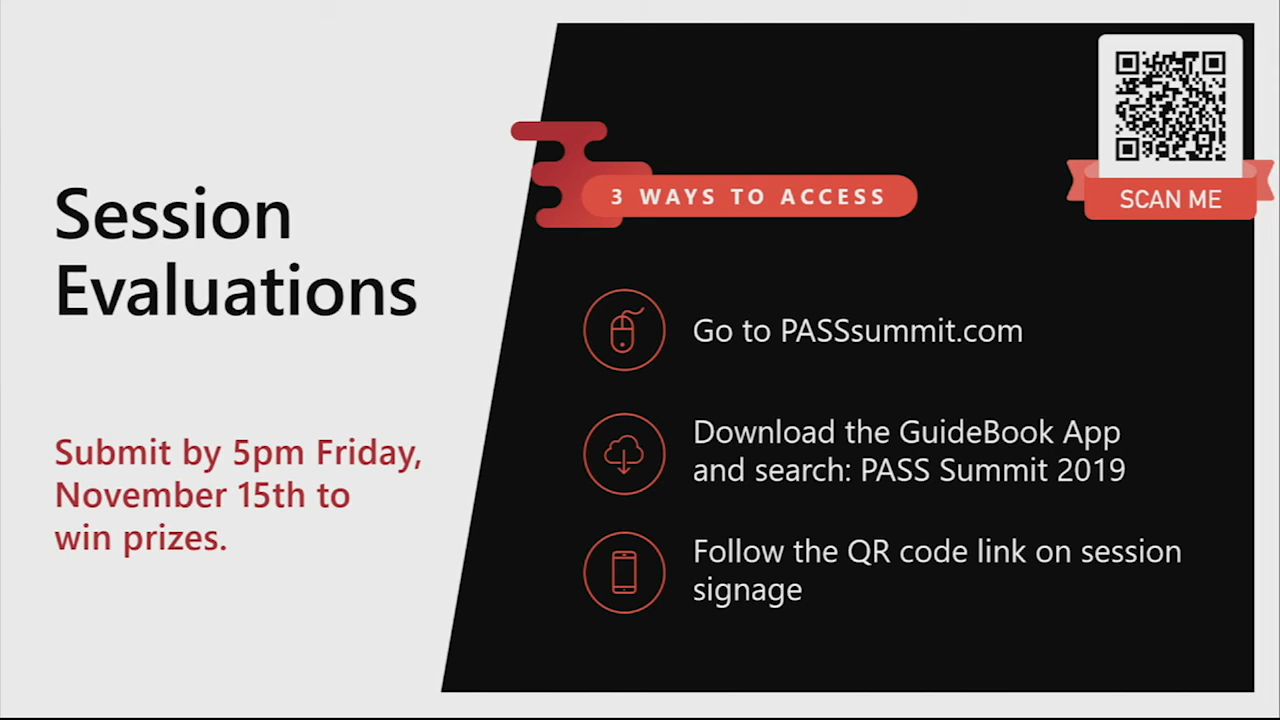 Session
Evaluations
Submit by 5pm Friday,
November 15th to
win prizes.
3 WAYS TO ACCESS
SCAN ME
Go to PASSsummit.com
Download the GuideBook App
and search: PASS Summit 2019
Follow the QR code link on session
signage